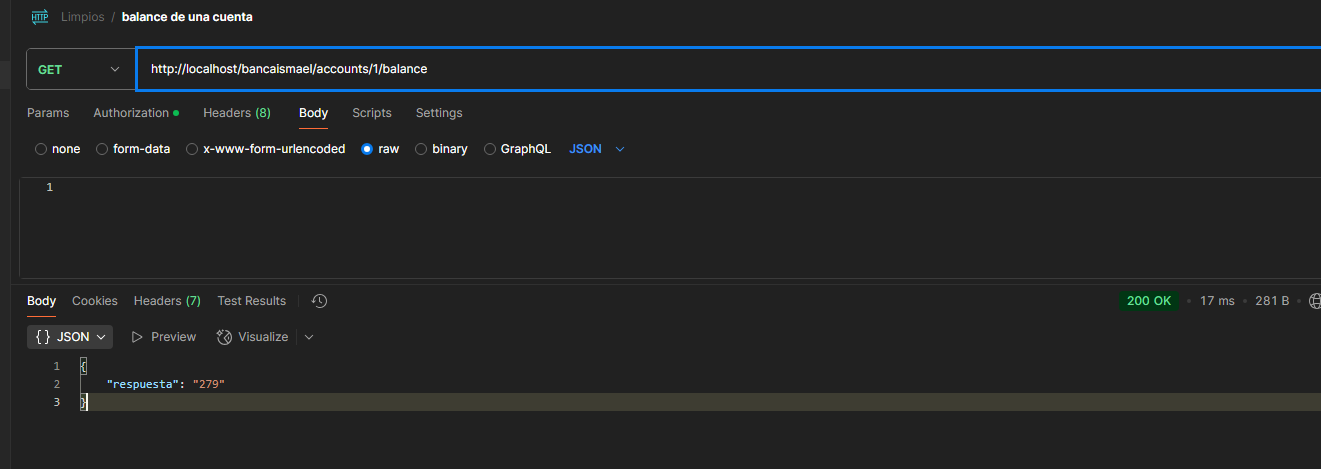 HTTP Limpios / balance de una cuenta
GET http://localhost/bancaismael/accounts/1/balance
Params Authorization Headers (8) Body Scripts Settings
none form-data x-www-form-urlencoded raw binary GraphQL JSON
1
Body Cookies Headers (7) Test Results 200 OK • 17 ms • 281 B •
{ } JSON Preview Visualize
1 {
2 "respuesta": "279"
3 }